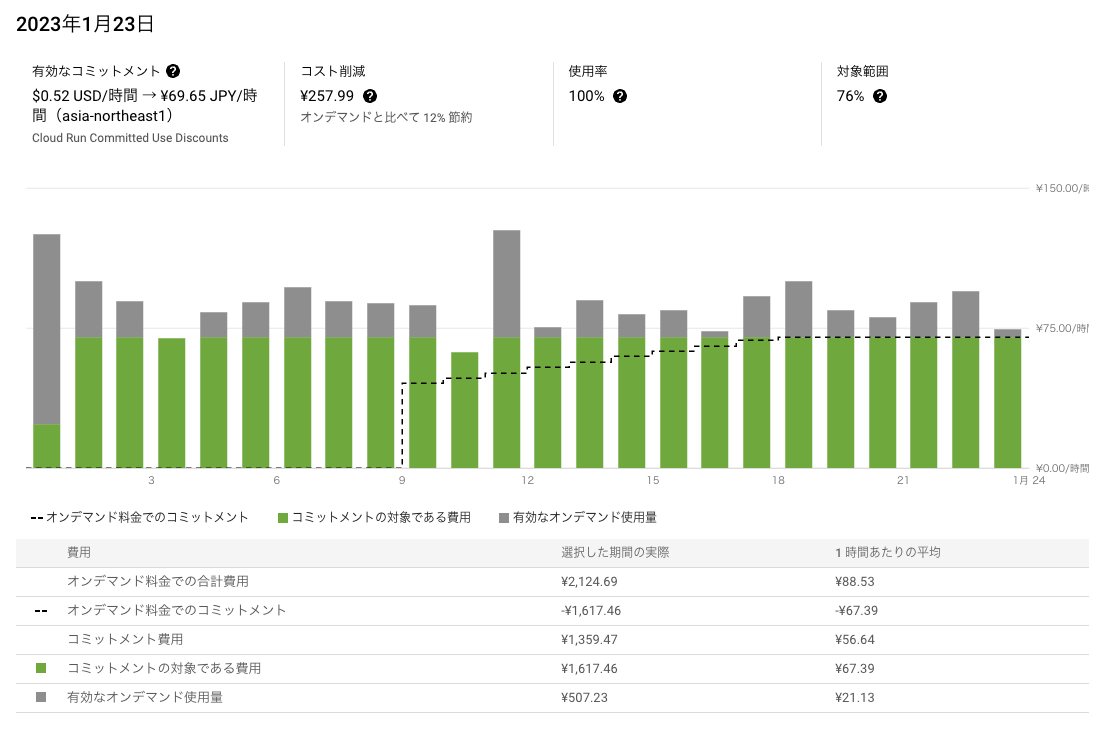 2023年1月23日
有効なコミットメント
$0.52 USD/時間 → ¥69.65 JPY/時
間（asia-northeast1）
Cloud Run Committed Use Discounts
コスト削減
¥257.99
オンデマンドと比べて 12% 節約
使用率
100%
対象範囲
76%
¥150.00/時
¥75.00/時間
¥0.00/時間
3 6 9 12 15 18 21 1月 24
オンデマンド料金でのコミットメント コミットメントの対象である費用 有効なオンデマンド使用量
費用 選択した期間の実際 1 時間あたりの平均
オンデマンド料金での合計費用 ¥2,124.69 ¥88.53
オンデマンド料金でのコミットメント -¥1,617.46 -¥67.39
コミットメント費用 ¥1,359.47 ¥56.64
コミットメントの対象である費用 ¥1,617.46 ¥67.39
有効なオンデマンド使用量 ¥507.23 ¥21.13